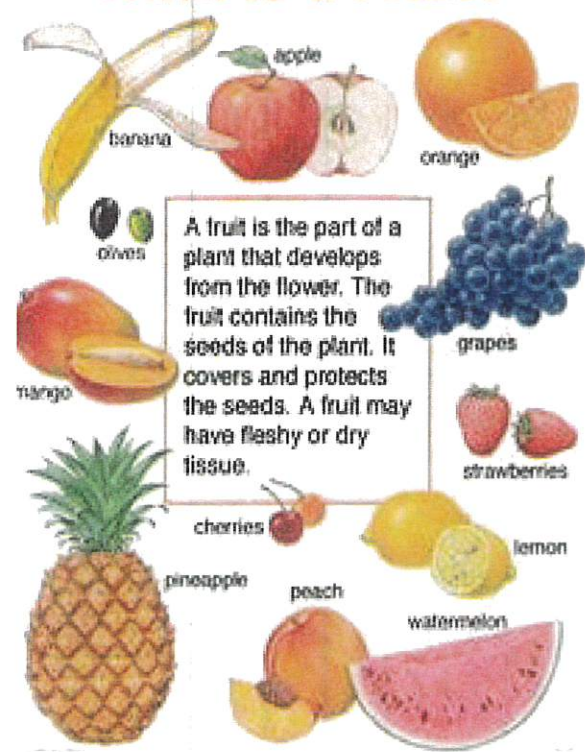 apple
banana
orange
olives
A fruit is the part of a
plant that develops
from the flower. The
fruit contains the
seeds of the plant. It
covers and protects
the seeds. A fruit may
have fleshy or dry
tissue.
grapes
mango
strawberries
cherries
lemon
pineapple
peach
watermelon